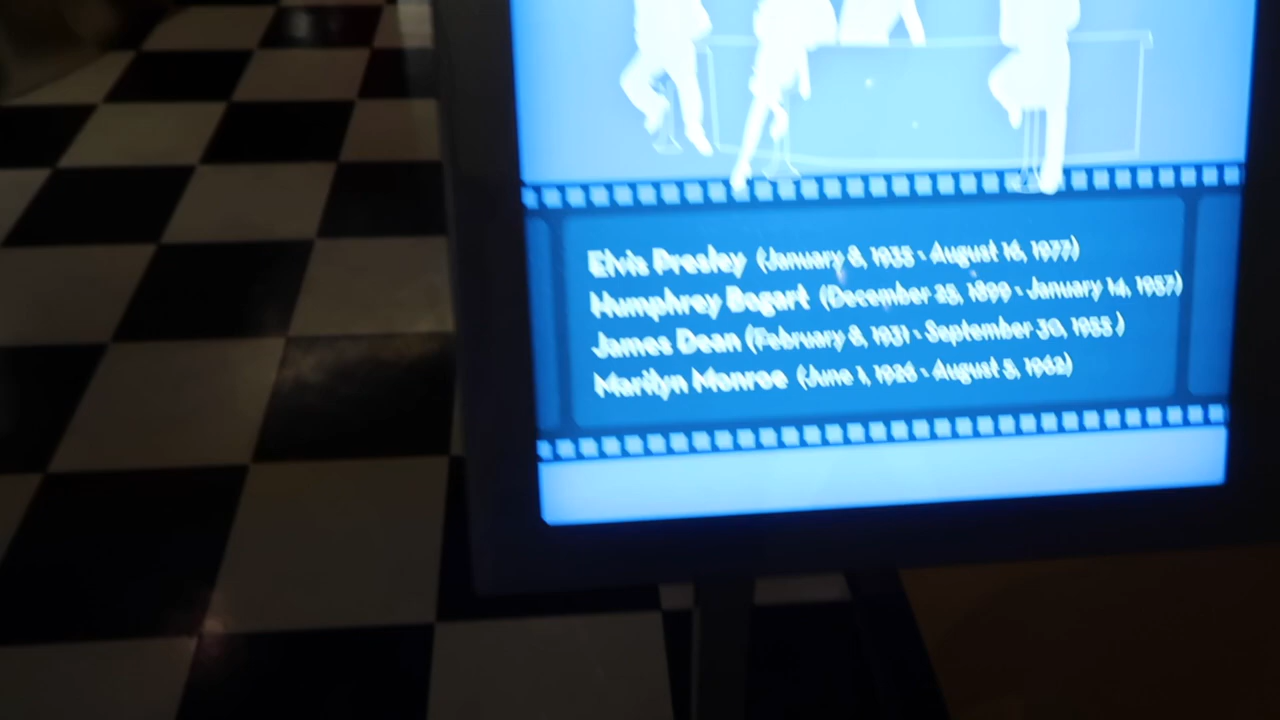 Elvis Presley (January 8, 1935 - August 16, 1977)
Humphrey Bogart (December 25, 1899 - January 14, 1957)
James Dean (February 8, 1931 - September 30, 1955 )
Marilyn Monroe (June 1, 1926 - August 5, 1962)